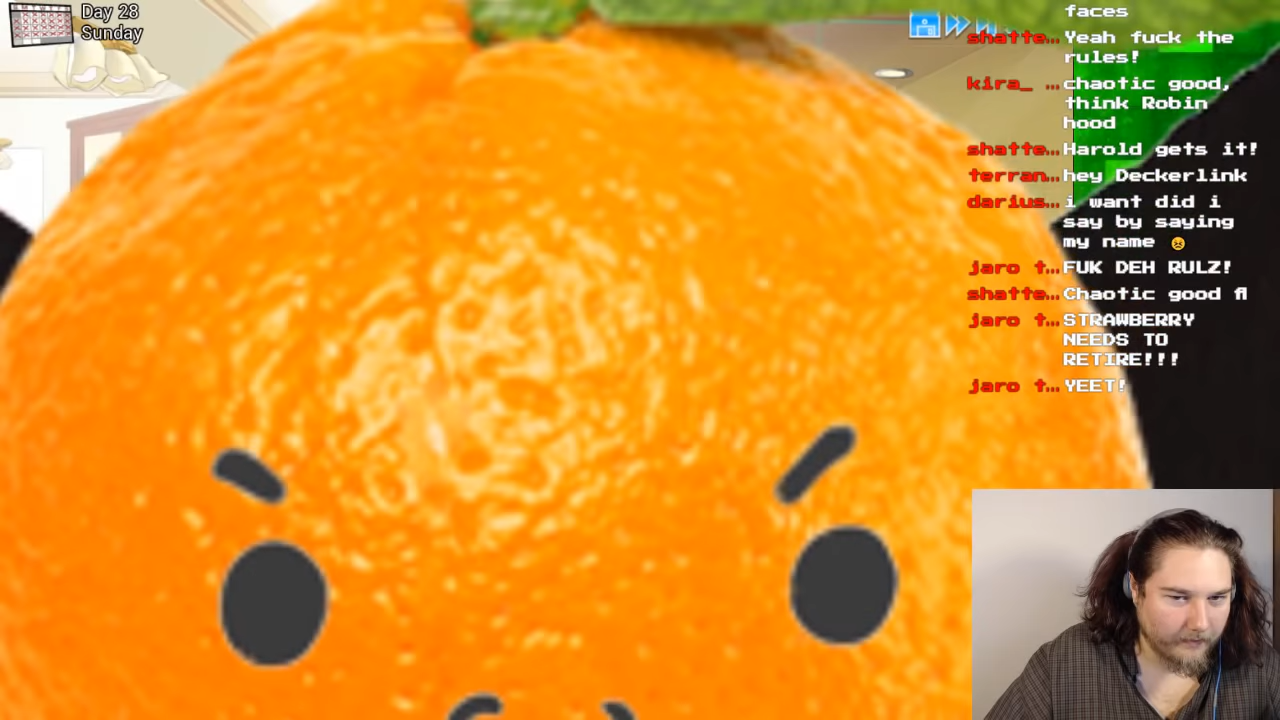 Day 28
Sunday
faces
shatte... Yeah fuck the
rules!
kira_ ... chaotic good,
think Robin
hood
shatte... Harold gets it!
terran... hey Deckerlink
darius... i want did i
say by saying
my name 😣
jaro t... FUK DEH RULZ!
shatte... Chaotic good fl
jaro t... STRAWBERRY
NEEDS TO
RETIRE!!!
jaro t... YEET!